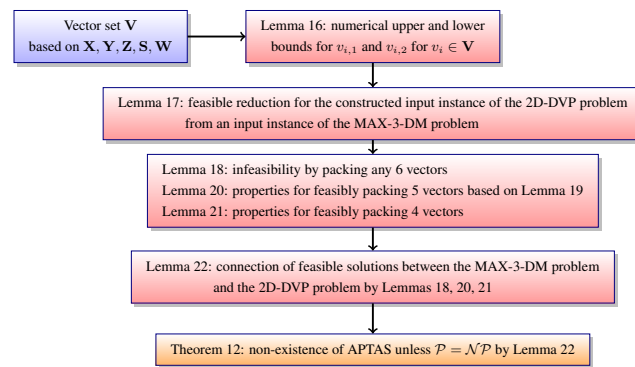 Vector set V
based on X, Y, Z, S, W
Lemma 16: numerical upper and lower
bounds for v_{i,1} and v_{i,2} for v_i ∈ V
Lemma 17: feasible reduction for the constructed input instance of the 2D-DVP problem
from an input instance of the MAX-3-DM problem
Lemma 18: infeasibility by packing any 6 vectors
Lemma 20: properties for feasibly packing 5 vectors based on Lemma 19
Lemma 21: properties for feasibly packing 4 vectors
Lemma 22: connection of feasible solutions between the MAX-3-DM problem
and the 2D-DVP problem by Lemmas 18, 20, 21
Theorem 12: non-existence of APTAS unless 𝒫 = 𝒩𝒫 by Lemma 22